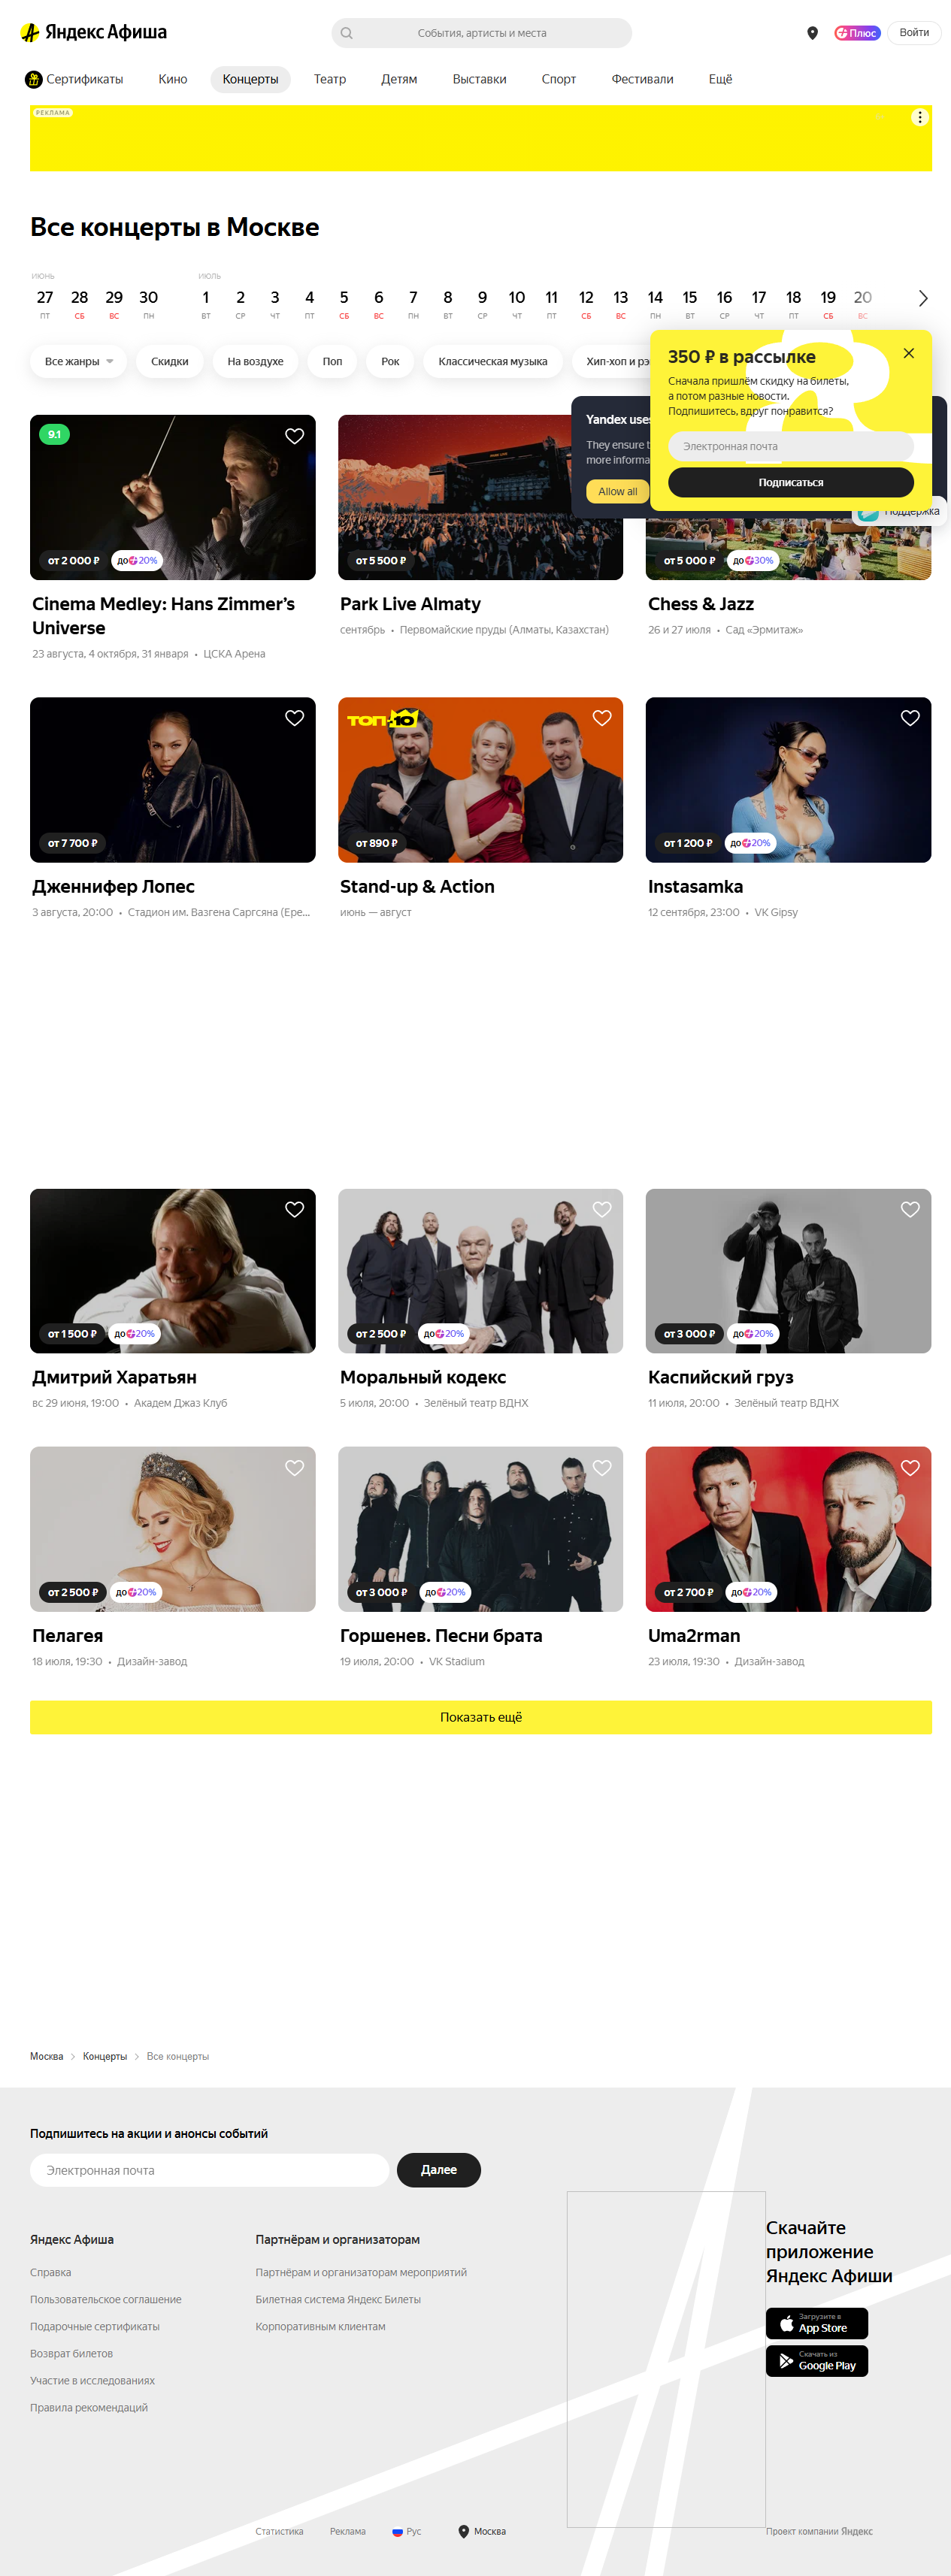 Яндекс Афиша
События, артисты и места
Плюс
Войти
Сертификаты
Кино
Концерты
Театр
Детям
Выставки
Спорт
Фестивали
Ещё
РЕКЛАМА
Все концерты в Москве
ИЮНЬ
ИЮЛЬ
27 28 29 30 1 2 3 4 5 6 7 8 9 10 11 12 13 14 15 16 17 18 19 20
ПТ СБ ВС ПН ВТ СР ЧТ ПТ СБ ВС ПН ВТ СР ЧТ ПТ СБ ВС ПН ВТ СР ЧТ ПТ СБ ВС
Все жанры
Скидки
На воздухе
Поп
Рок
Классическая музыка
Хип-хоп и рэ
350 ₽ в рассылке
Сначала пришлём скидку на билеты,
а потом разные новости.
Подпишитесь, вдруг понравится?
Электронная почта
Подписаться
Yandex uses
They ensure
more informa
Allow all
Поддержка
9.1
от 2 000 ₽
до 20%
от 5 500 ₽
от 5 000 ₽
до 30%
Cinema Medley: Hans Zimmer’s
Universe
23 августа, 4 октября, 31 января • ЦСКА Арена
Park Live Almaty
сентябрь • Первомайские пруды (Алматы, Казахстан)
Chess & Jazz
26 и 27 июля • Сад «Эрмитаж»
от 7 700 ₽
ТОП-10
от 890 ₽
от 1 200 ₽
до 20%
Дженнифер Лопес
3 августа, 20:00 • Стадион им. Вазгена Саргсяна (Ере...
Stand-up & Action
июнь — август
Instasamka
12 сентября, 23:00 • VK Gipsy
от 1 500 ₽
до 20%
от 2 500 ₽
до 20%
от 3 000 ₽
до 20%
Дмитрий Харатьян
вс 29 июня, 19:00 • Академ Джаз Клуб
Моральный кодекс
5 июля, 20:00 • Зелёный театр ВДНХ
Каспийский груз
11 июля, 20:00 • Зелёный театр ВДНХ
от 2 500 ₽
до 20%
от 3 000 ₽
до 20%
от 2 700 ₽
до 20%
Пелагея
18 июля, 19:30 • Дизайн-завод
Горшенев. Песни брата
19 июля, 20:00 • VK Stadium
Uma2rman
23 июля, 19:30 • Дизайн-завод
Показать ещё
Москва
Концерты
Все концерты
Подпишитесь на акции и анонсы событий
Электронная почта
Далее
Яндекс Афиша
Справка
Пользовательское соглашение
Подарочные сертификаты
Возврат билетов
Участие в исследованиях
Правила рекомендаций
Партнёрам и организаторам
Партнёрам и организаторам мероприятий
Билетная система Яндекс Билеты
Корпоративным клиентам
Скачайте
приложение
Яндекс Афиши
Загрузите в
App Store
Скачать из
Google Play
Статистика
Реклама
Рус
Москва
Проект компании Яндекс